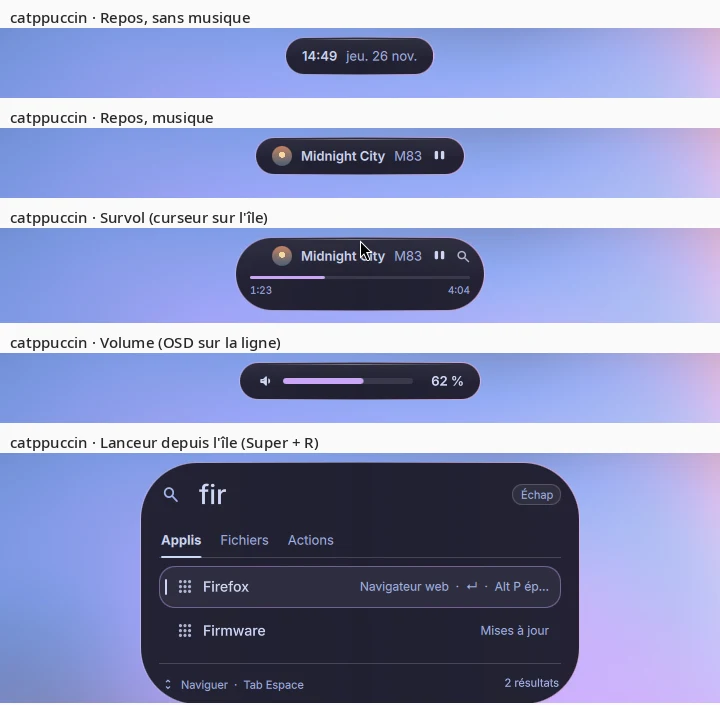 catppuccin · Repos, sans musique
14:49 jeu. 26 nov.
catppuccin · Repos, musique
Midnight City M83
catppuccin · Survol (curseur sur l'île)
Midnight City M83
1:23 4:04
catppuccin · Volume (OSD sur la ligne)
62 %
catppuccin · Lanceur depuis l'île (Super + R)
fir Échap
Applis Fichiers Actions
Firefox Navigateur web · ↵ · Alt P ép…
Firmware Mises à jour
Naviguer · Tab Espace 2 résultats